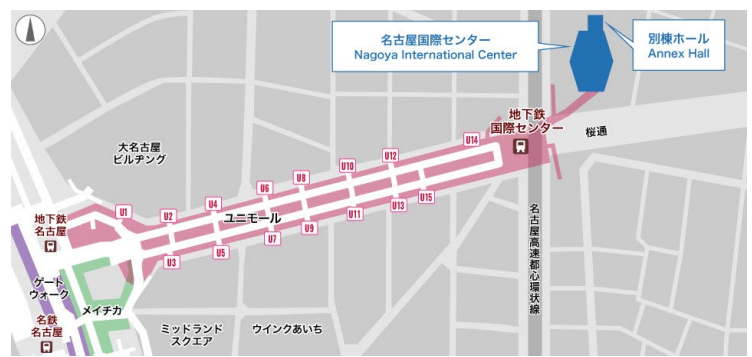 名古屋国際センター
Nagoya International Center
別棟ホール
Annex Hall
地下鉄
国際センター
桜通
大名古屋
ビルヂング
U14
U12
U10
U8
U6
U4
U2
U1
ユニモール
地下鉄
名古屋
U15
U13
U11
U9
U7
U5
U3
名古屋高速都心環状線
ゲート
ウォーク
メイチカ
名鉄
名古屋
ミッドランド
スクエア
ウインクあいち